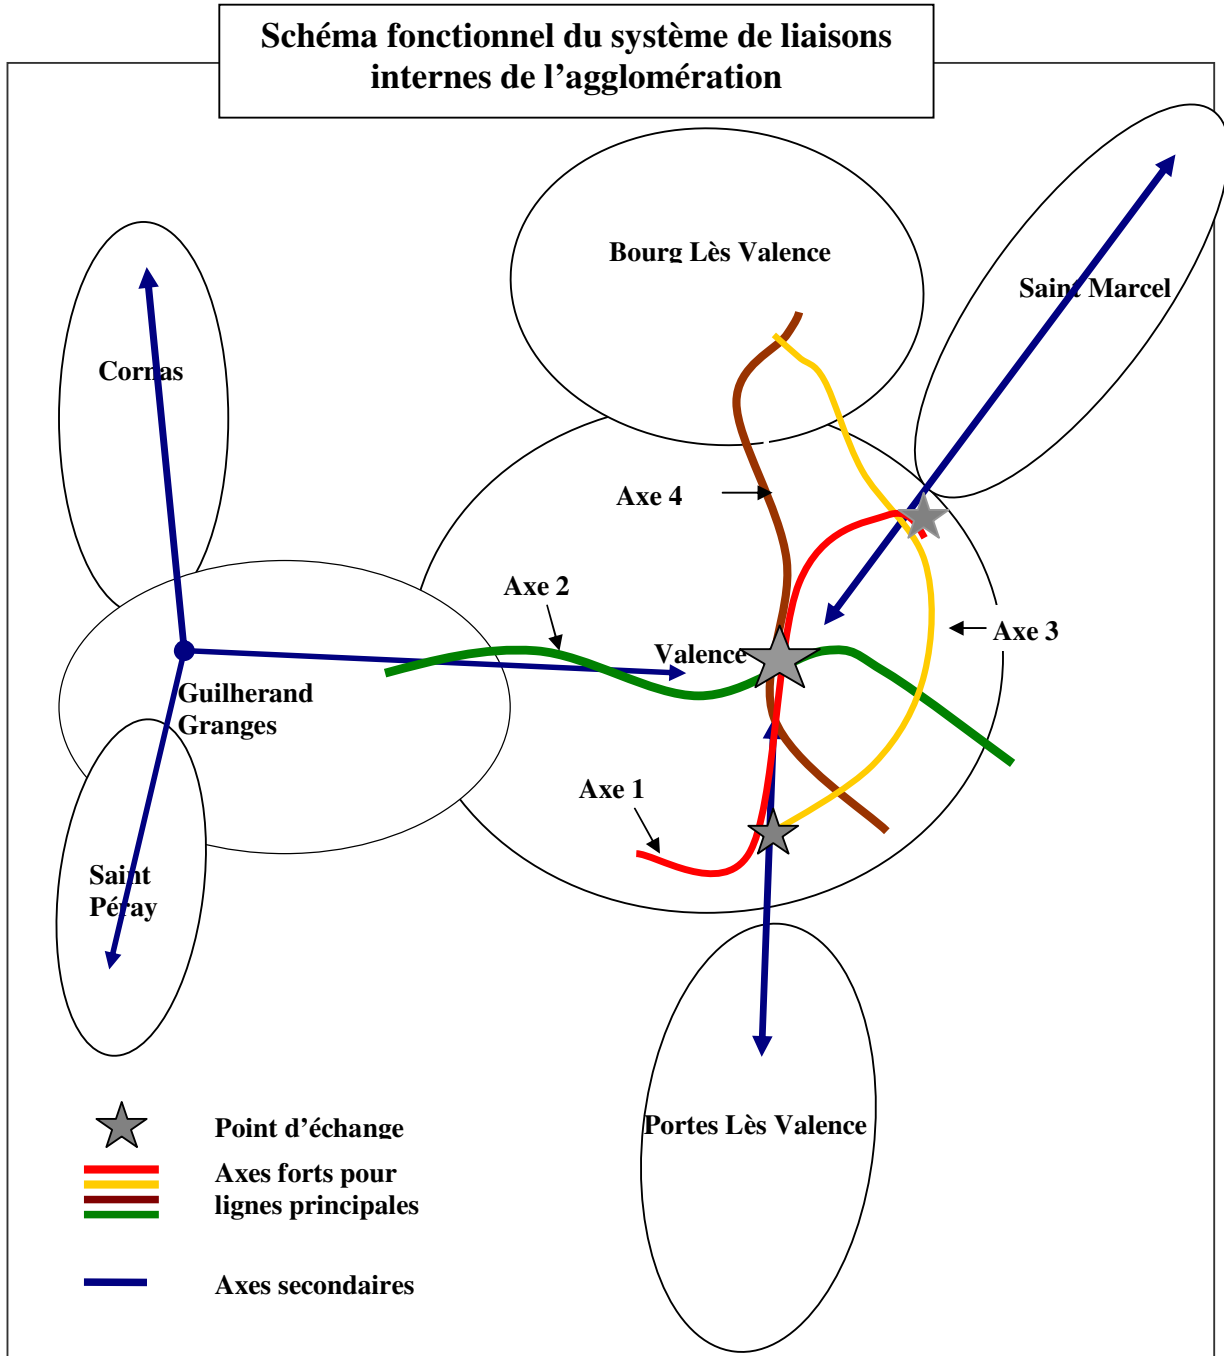 Schéma fonctionnel du système de liaisons
internes de l'agglomération
Bourg Lès Valence
Saint Marcel
Cornas
Axe 4
Axe 2
Axe 3
Valence
Guilherand
Granges
Axe 1
Saint
Péray
Portes Lès Valence
Point d'échange
Axes forts pour
lignes principales
Axes secondaires